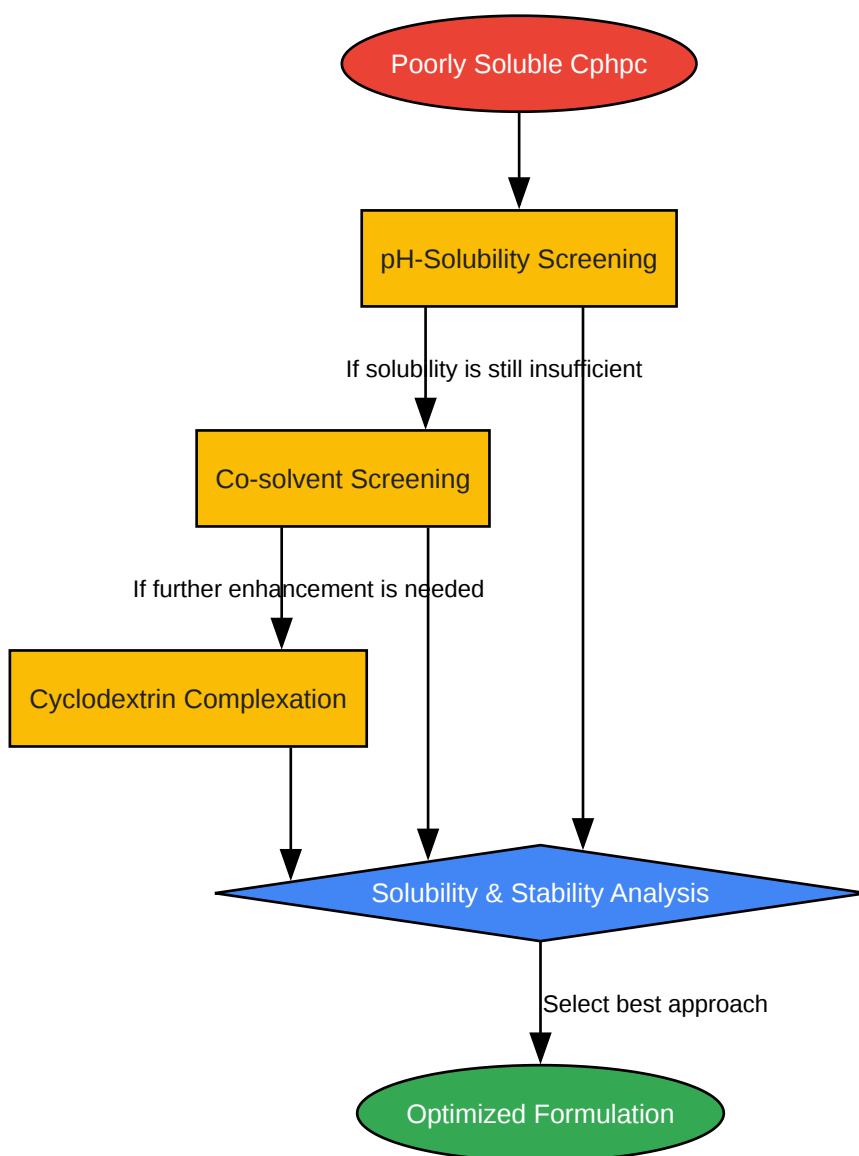 Poorly Soluble Cphpc
pH-Solubility Screening
If solubility is still insufficient
Co-solvent Screening
If further enhancement is needed
Cyclodextrin Complexation
Solubility & Stability Analysis
Select best approach
Optimized Formulation